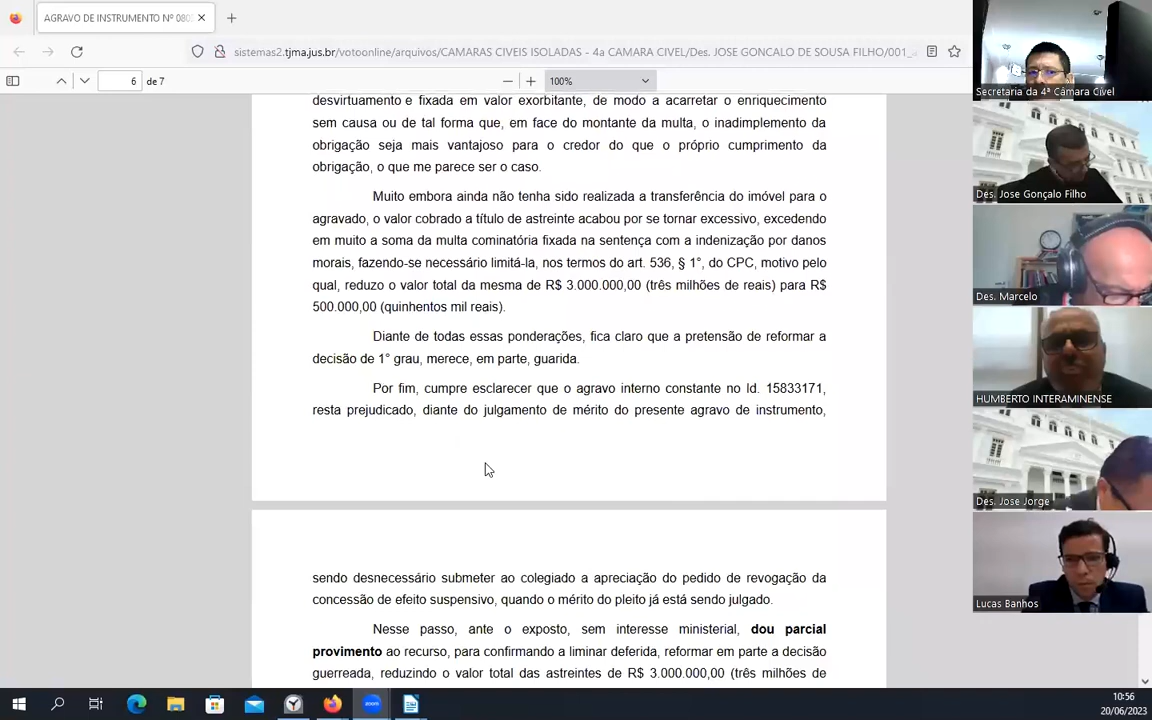 AGRAVO DE INSTRUMENTO Nº 080
sistemas2.tjma.jus.br/votoonline/arquivos/CAMARAS CIVEIS ISOLADAS - 4a CAMARA CIVEL/Des. JOSE GONCALO DE SOUSA FILHO/001_
6 de 7
100%
desvirtuamento e fixada em valor exorbitante, de modo a acarretar o enriquecimento
sem causa ou de tal forma que, em face do montante da multa, o inadimplemento da
obrigação seja mais vantajoso para o credor do que o próprio cumprimento da
obrigação, o que me parece ser o caso.
Muito embora ainda não tenha sido realizada a transferência do imóvel para o
agravado, o valor cobrado a título de astreinte acabou por se tornar excessivo, excedendo
em muito a soma da multa cominatória fixada na sentença com a indenização por danos
morais, fazendo-se necessário limitá-la, nos termos do art. 536, § 1°, do CPC, motivo pelo
qual, reduzo o valor total da mesma de R$ 3.000.000,00 (três milhões de reais) para R$
500.000,00 (quinhentos mil reais).
Diante de todas essas ponderações, fica claro que a pretensão de reformar a
decisão de 1° grau, merece, em parte, guarida.
Por fim, cumpre esclarecer que o agravo interno constante no Id. 15833171,
resta prejudicado, diante do julgamento de mérito do presente agravo de instrumento,
sendo desnecessário submeter ao colegiado a apreciação do pedido de revogação da
concessão de efeito suspensivo, quando o mérito do pleito já está sendo julgado.
Nesse passo, ante o exposto, sem interesse ministerial, dou parcial
provimento ao recurso, para confirmando a liminar deferida, reformar em parte a decisão
guerreada, reduzindo o valor total das astreintes de R$ 3.000.000,00 (três milhões de
Secretaria da 4ª Câmara Cível
Des. Jose Gonçalo Filho
Des. Marcelo
HUMBERTO INTERAMINENSE
Des. Jose Jorge
Lucas Banhos
zoom
10:56
20/06/2023